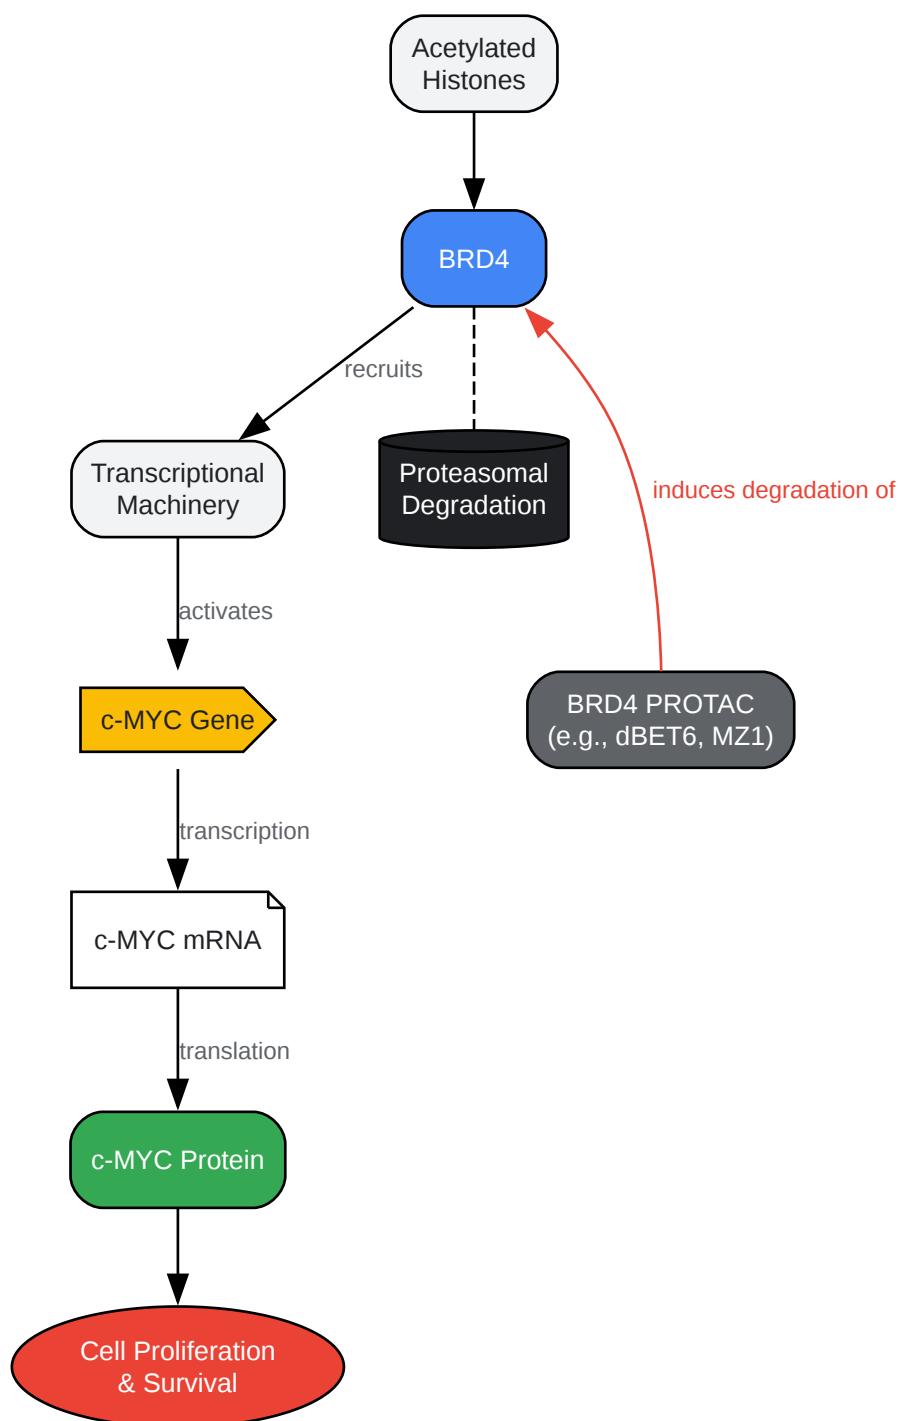 Acetylated
Histones
BRD4
recruits
Transcriptional
Machinery
Proteasomal
Degradation
induces degradation of
activates
BRD4 PROTAC
(e.g., dBET6, MZ1)
c-MYC Gene
transcription
c-MYC mRNA
translation
c-MYC Protein
Cell Proliferation
& Survival